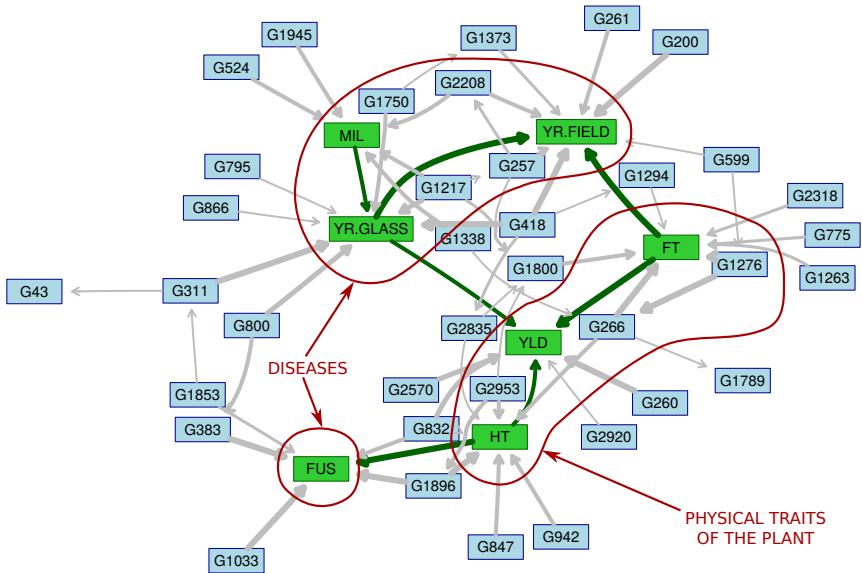 G261
G1945
G1373
G200
G524
G2208
G1750
MIL
YR.FIELD
G795
G257
G599
G1294
G1217
G2318
G866
YR.GLASS
G418
G1338
FT
G775
G1800
G1276
G1263
G43
G311
G800
G2835
YLD
G266
DISEASES
G1789
G2570
G2953
G1853
G260
G383
G832
HT
G2920
FUS
G1896
PHYSICAL TRAITS
OF THE PLANT
G942
G847
G1033